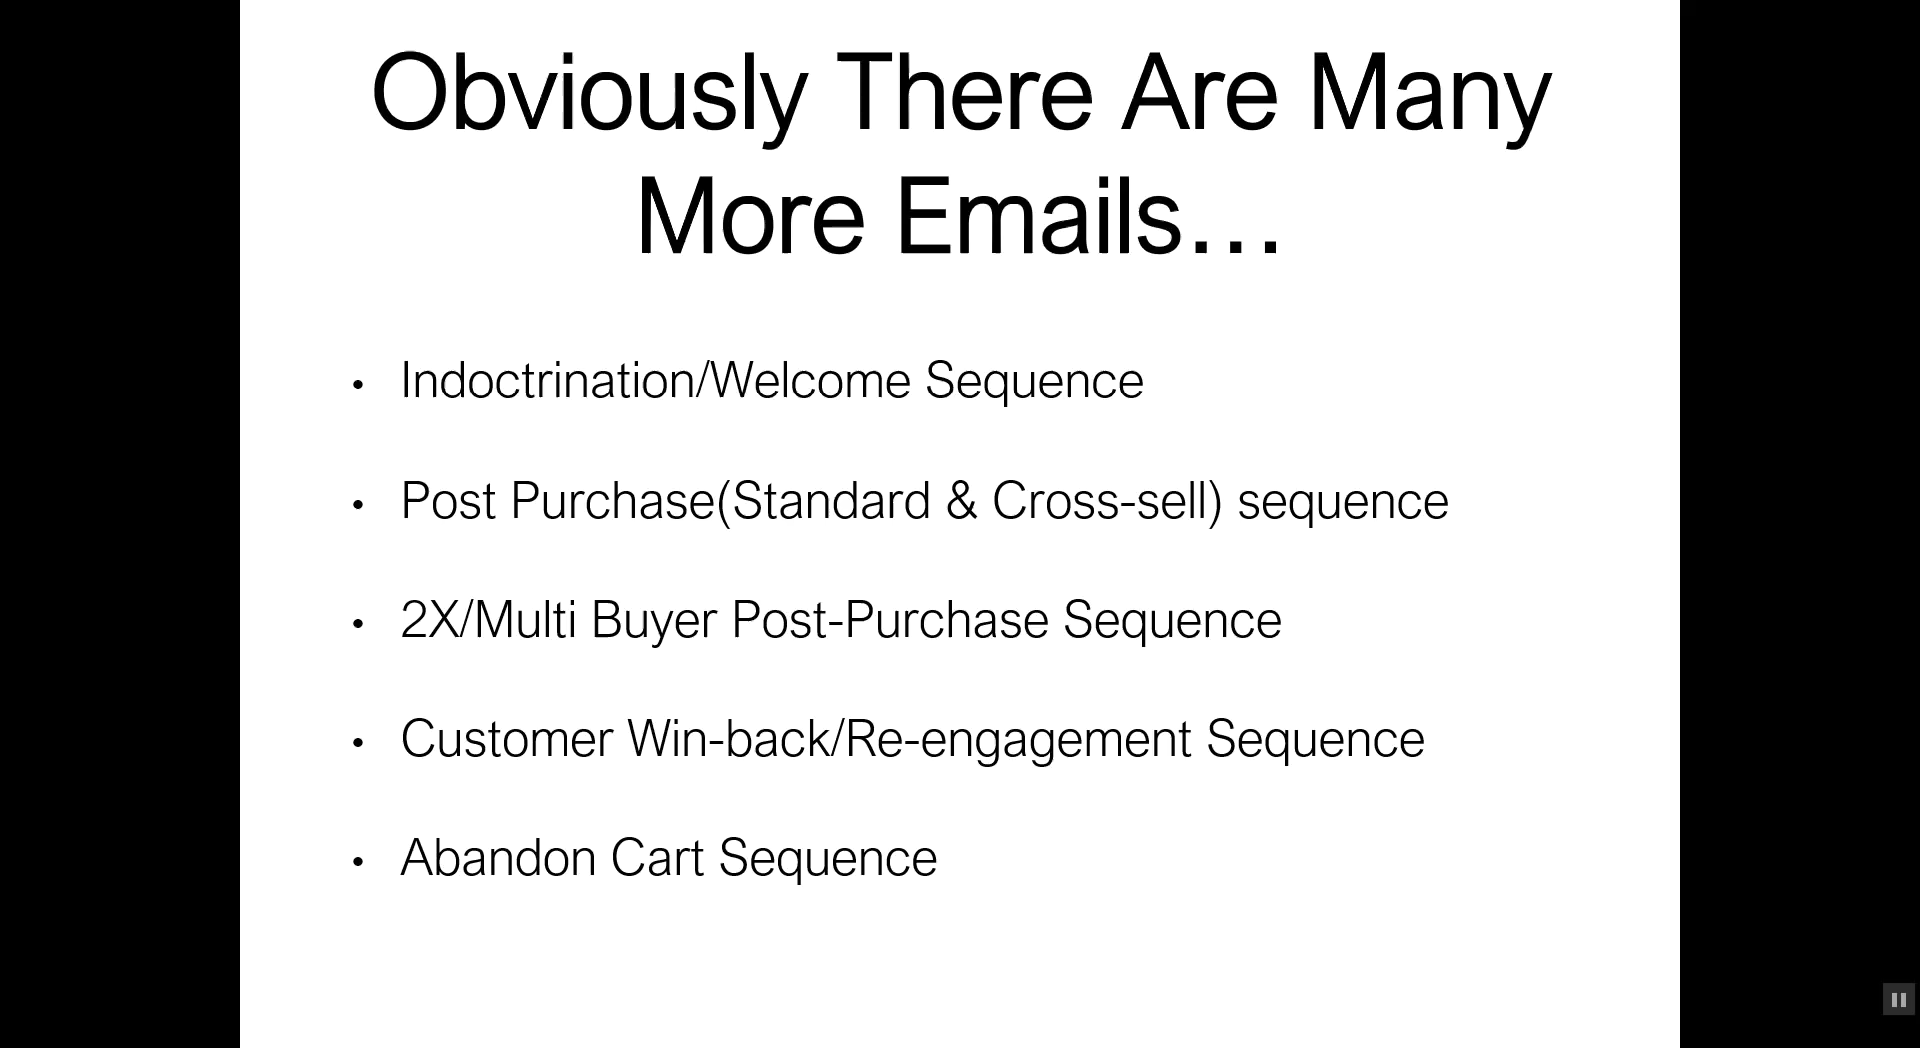 Obviously There Are Many
More Emails…
• Indoctrination/Welcome Sequence
• Post Purchase(Standard & Cross-sell) sequence
• 2X/Multi Buyer Post-Purchase Sequence
• Customer Win-back/Re-engagement Sequence
• Abandon Cart Sequence